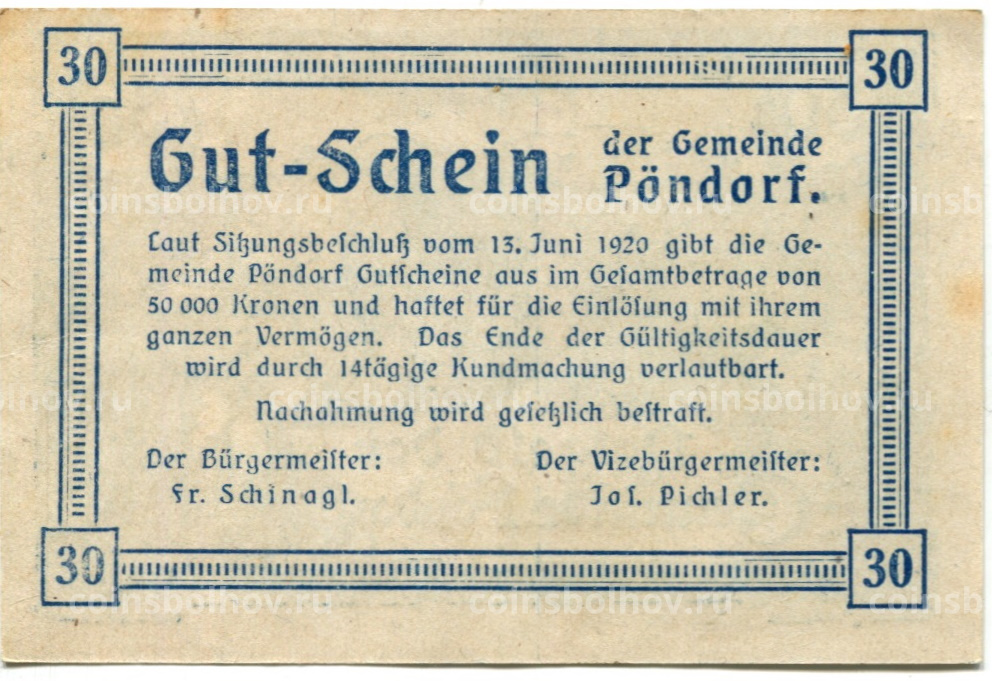 30 30
Gut-Schein der Gemeinde
Pöndorf.
Laut Sitzungsbeſchluß vom 13. Juni 1920 gibt die Ge-
meinde Pöndorf Gutſcheine aus im Geſamtbetrage von
50 000 Kronen und haftet für die Einlöſung mit ihrem
ganzen Vermögen. Das Ende der Gültigkeitsdauer
wird durch 14tägige Kundmachung verlautbart.
Nachahmung wird geſetzlich beſtraft.
Der Bürgermeiſter: Der Vizebürgermeiſter:
Fr. Schinagl. Joſ. Pichler.
30 30
coinsbolhov.ru